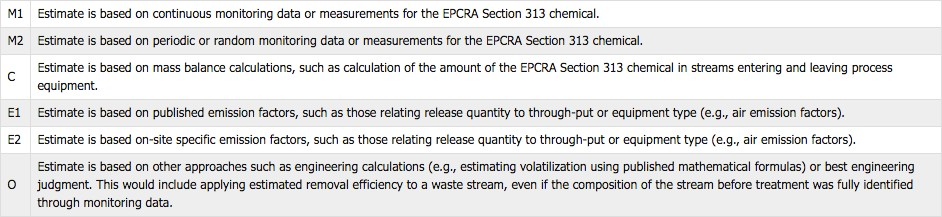 M1 Estimate is based on continuous monitoring data or measurements for the EPCRA Section 313 chemical.
M2 Estimate is based on periodic or random monitoring data or measurements for the EPCRA Section 313 chemical.
C Estimate is based on mass balance calculations, such as calculation of the amount of the EPCRA Section 313 chemical in streams entering and leaving process
equipment.
E1 Estimate is based on published emission factors, such as those relating release quantity to through-put or equipment type (e.g., air emission factors).
E2 Estimate is based on-site specific emission factors, such as those relating release quantity to through-put or equipment type (e.g., air emission factors).
O Estimate is based on other approaches such as engineering calculations (e.g., estimating volatilization using published mathematical formulas) or best engineering
judgment. This would include applying estimated removal efficiency to a waste stream, even if the composition of the stream before treatment was fully identified
through monitoring data.